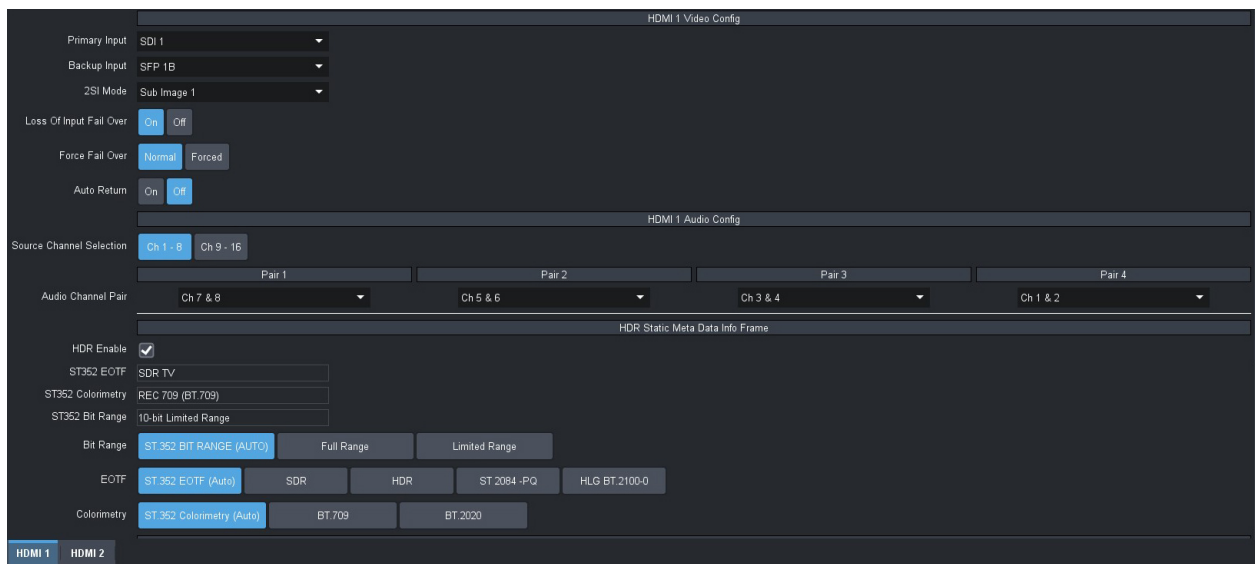 HDMI 1 Video Config
Primary Input SDI 1
Backup Input SFP 1B
2SI Mode Sub Image 1
Loss Of Input Fail Over On Off
Force Fail Over Normal Forced
Auto Return On Off
HDMI 1 Audio Config
Source Channel Selection Ch 1 - 8 Ch 9 - 16
Pair 1 Pair 2 Pair 3 Pair 4
Audio Channel Pair Ch 7 & 8 Ch 5 & 6 Ch 3 & 4 Ch 1 & 2
HDR Static Meta Data Info Frame
HDR Enable
ST352 EOTF SDR TV
ST352 Colorimetry REC 709 (BT.709)
ST352 Bit Range 10-bit Limited Range
Bit Range ST.352 BIT RANGE (AUTO) Full Range Limited Range
EOTF ST.352 EOTF (Auto) SDR HDR ST 2084 -PQ HLG BT.2100-0
Colorimetry ST.352 Colorimetry (Auto) BT.709 BT.2020
HDMI 1 HDMI 2